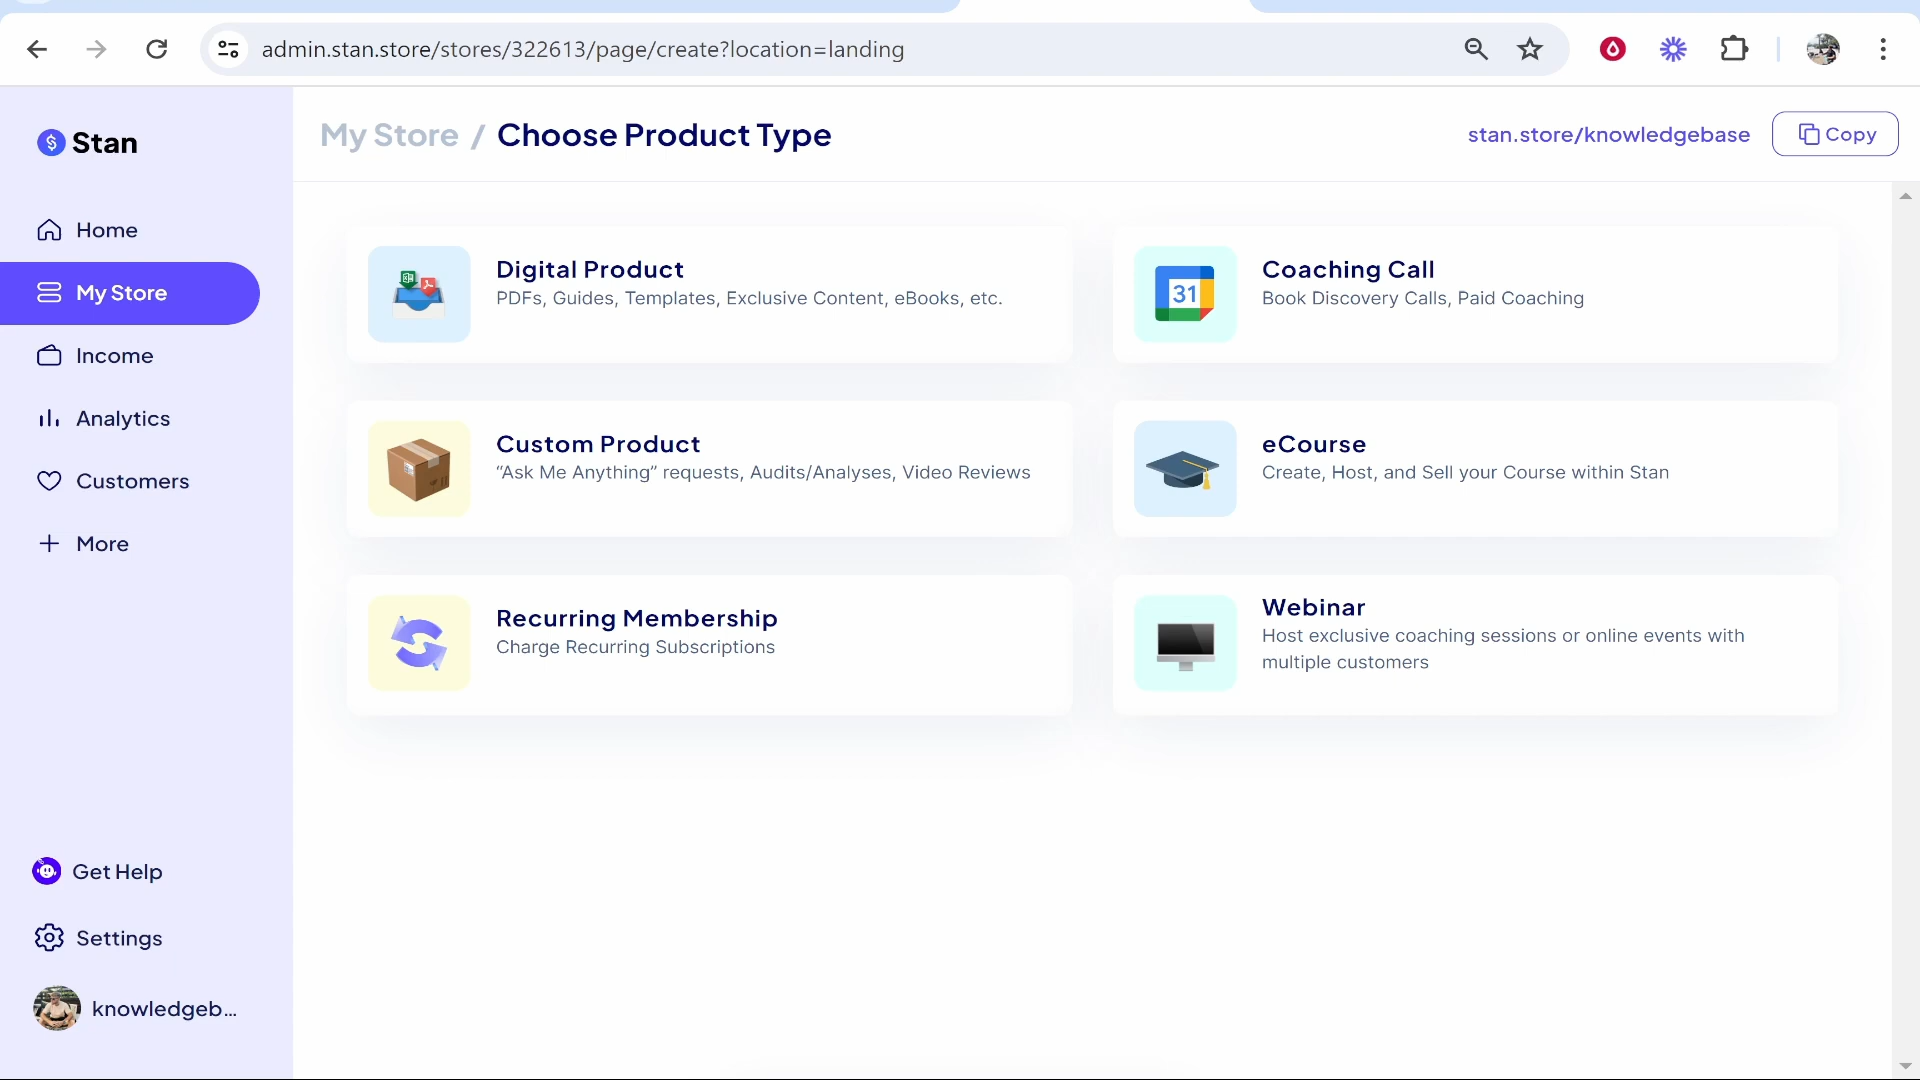 admin.stan.store/stores/322613/page/create?location=landing
$ Stan
My Store / Choose Product Type
stan.store/knowledgebase
Copy
Home
My Store
Income
Analytics
Customers
More
Get Help
Settings
knowledgeb...
Digital Product
PDFs, Guides, Templates, Exclusive Content, eBooks, etc.
31
Coaching Call
Book Discovery Calls, Paid Coaching
Custom Product
“Ask Me Anything” requests, Audits/Analyses, Video Reviews
eCourse
Create, Host, and Sell your Course within Stan
Recurring Membership
Charge Recurring Subscriptions
Webinar
Host exclusive coaching sessions or online events with
multiple customers